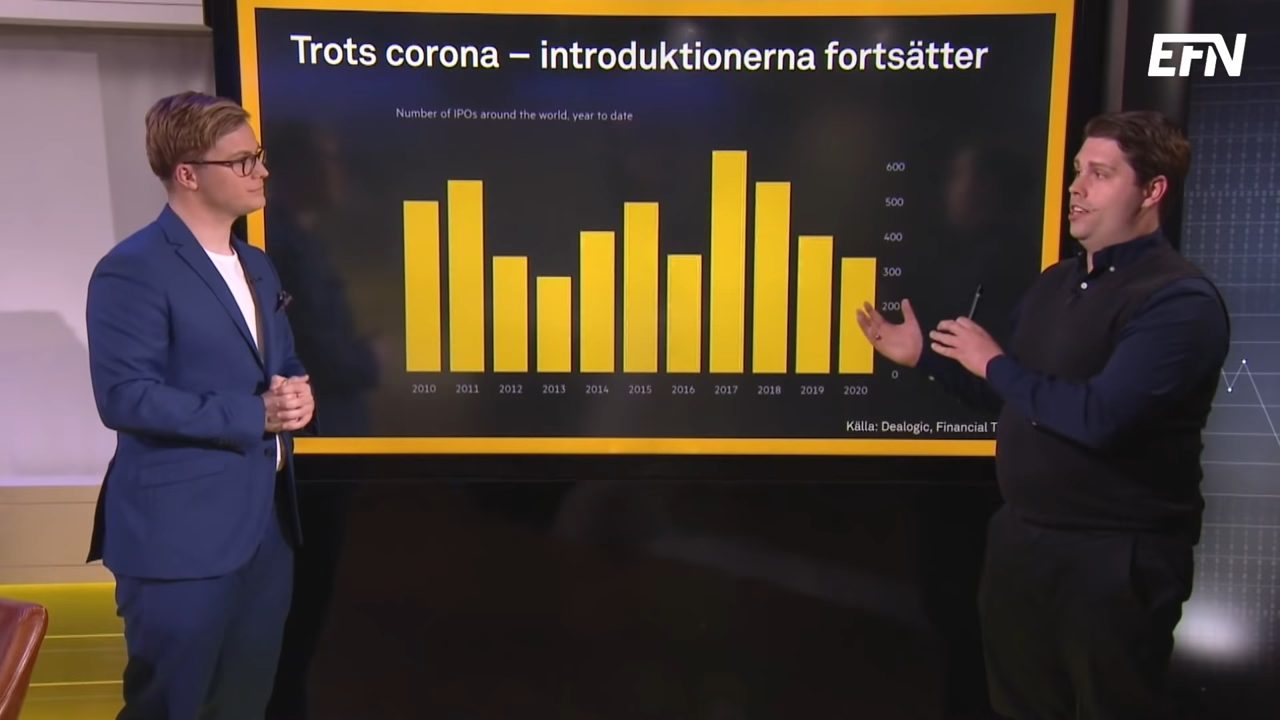 EFN
Trots corona – introduktionerna fortsätter
Number of IPOs around the world, year to date
600
500
400
300
200
0
2010 2011 2012 2013 2014 2015 2016 2017 2018 2019 2020
Källa: Dealogic, Financial T